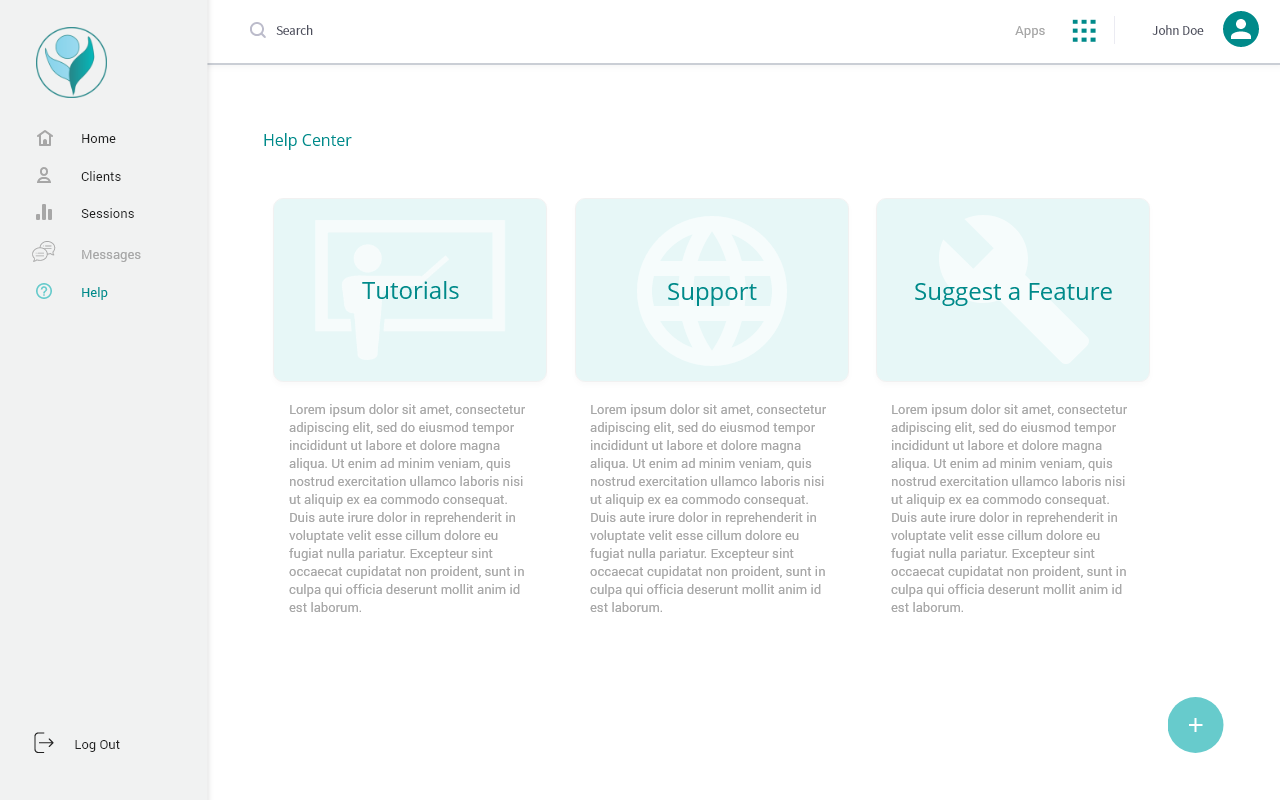 Search
Apps
John Doe
Home
Clients
Sessions
Messages
Help
Log Out
Help Center
Tutorials
Lorem ipsum dolor sit amet, consectetur
adipiscing elit, sed do eiusmod tempor
incididunt ut labore et dolore magna
aliqua. Ut enim ad minim veniam, quis
nostrud exercitation ullamco laboris nisi
ut aliquip ex ea commodo consequat.
Duis aute irure dolor in reprehenderit in
voluptate velit esse cillum dolore eu
fugiat nulla pariatur. Excepteur sint
occaecat cupidatat non proident, sunt in
culpa qui officia deserunt mollit anim id
est laborum.
Support
Lorem ipsum dolor sit amet, consectetur
adipiscing elit, sed do eiusmod tempor
incididunt ut labore et dolore magna
aliqua. Ut enim ad minim veniam, quis
nostrud exercitation ullamco laboris nisi
ut aliquip ex ea commodo consequat.
Duis aute irure dolor in reprehenderit in
voluptate velit esse cillum dolore eu
fugiat nulla pariatur. Excepteur sint
occaecat cupidatat non proident, sunt in
culpa qui officia deserunt mollit anim id
est laborum.
Suggest a Feature
Lorem ipsum dolor sit amet, consectetur
adipiscing elit, sed do eiusmod tempor
incididunt ut labore et dolore magna
aliqua. Ut enim ad minim veniam, quis
nostrud exercitation ullamco laboris nisi
ut aliquip ex ea commodo consequat.
Duis aute irure dolor in reprehenderit in
voluptate velit esse cillum dolore eu
fugiat nulla pariatur. Excepteur sint
occaecat cupidatat non proident, sunt in
culpa qui officia deserunt mollit anim id
est laborum.
+